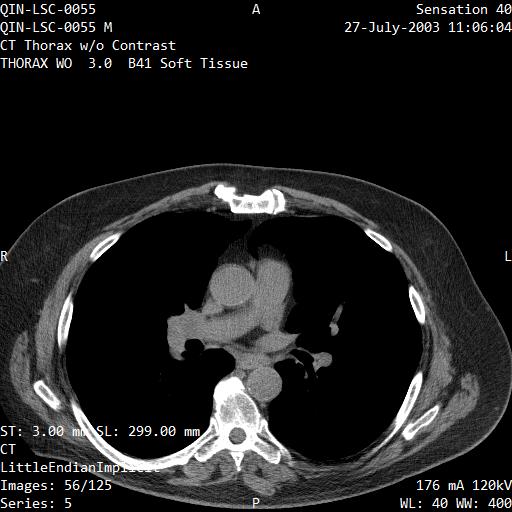 QIN-LSC-0055
A
Sensation 40
QIN-LSC-0055 M
27-July-2003 11:06:04
CT Thorax w/o Contrast
THORAX WO 3.0 B41 Soft Tissue
R
L
ST: 3.00 mm SL: 299.00 mm
CT
LittleEndianImplicit
Images: 56/125
176 mA 120kV
Series: 5
P
WL: 40 WW: 400